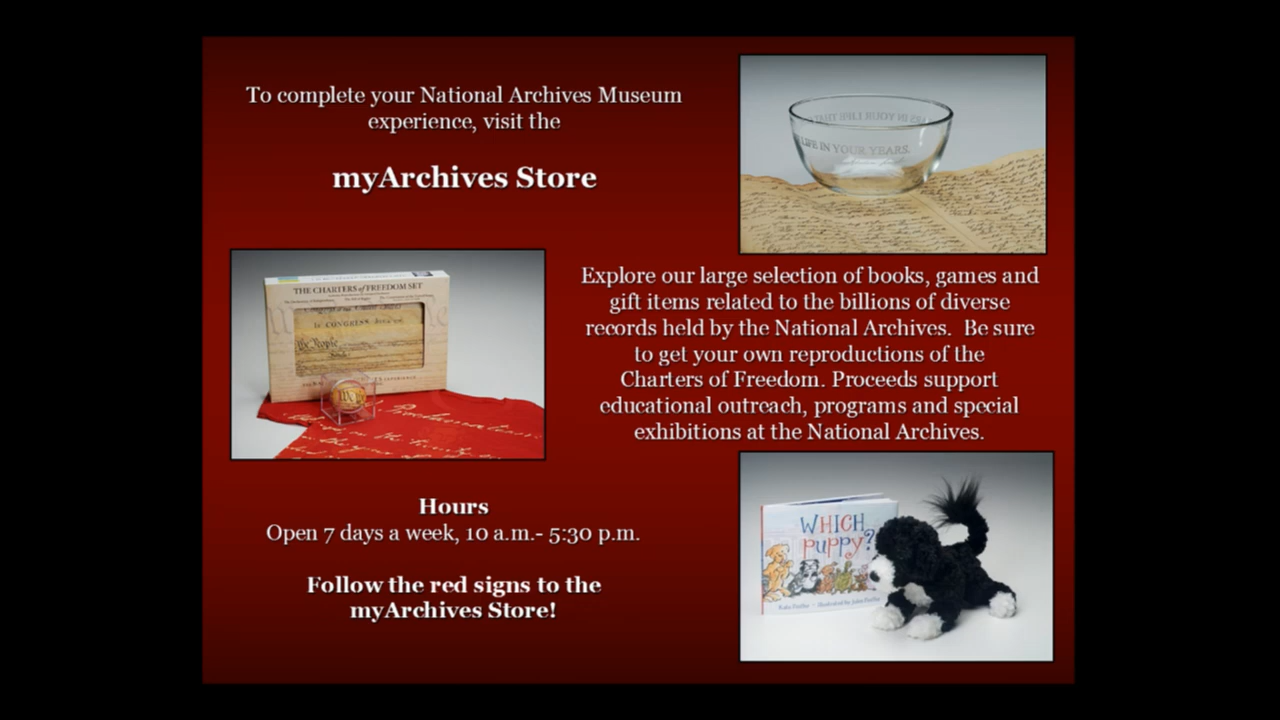 To complete your National Archives Museum
experience, visit the
myArchives Store
LIFE IN YOUR YEARS.
THE CHARTERS of FREEDOM SET
IN CONGRESS
the People
Explore our large selection of books, games and
gift items related to the billions of diverse
records held by the National Archives. Be sure
to get your own reproductions of the
Charters of Freedom. Proceeds support
educational outreach, programs and special
exhibitions at the National Archives.
Hours
Open 7 days a week, 10 a.m.- 5:30 p.m.
Follow the red signs to the
myArchives Store!
WHICH
puppy?